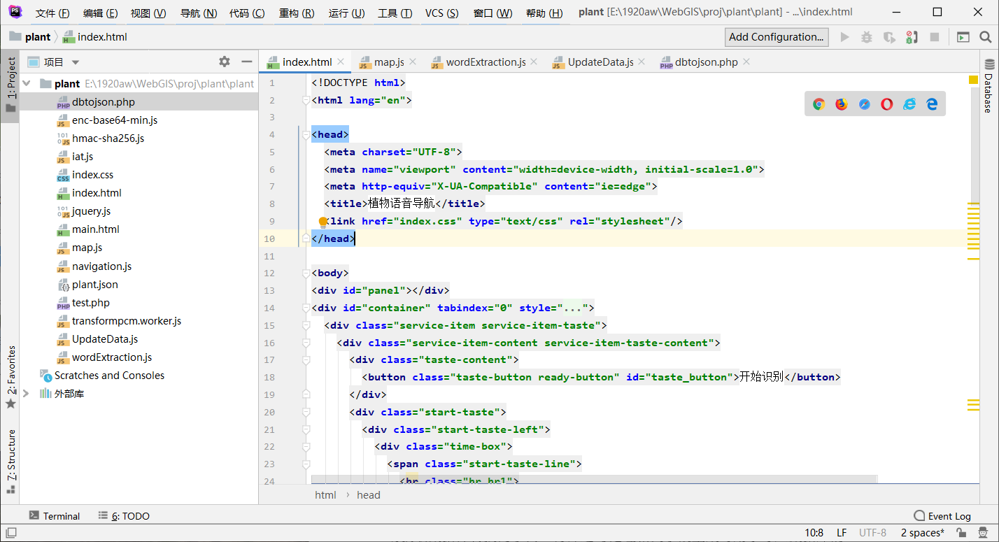 文件 (F) 编辑 (E) 视图 (V) 导航 (N) 代码 (C) 重构 (R) 运行 (U) 工具 (T) VCS (S) 窗口 (W) 帮助 (H) plant [E:\1920aw\WebGIS\proj\plant\plant] - ...\index.html
plant index.html Add Configuration...
1: Project
项目
index.html map.js wordExtraction.js UpdateData.js dbtojson.php
Database
plant E:\1920aw\WebGIS\proj\plant\plant
dbtojson.php
enc-base64-min.js
hmac-sha256.js
iat.js
index.css
index.html
jquery.js
main.html
map.js
navigation.js
plant.json
test.php
transformpcm.worker.js
UpdateData.js
wordExtraction.js
Scratches and Consoles
外部库
2: Favorites
7: Structure
1 <!DOCTYPE html>
2 <html lang="en">
3
4 <head>
5 <meta charset="UTF-8">
6 <meta name="viewport" content="width=device-width, initial-scale=1.0">
7 <meta http-equiv="X-UA-Compatible" content="ie=edge">
8 <title>植物语音导航</title>
9 <link href="index.css" type="text/css" rel="stylesheet"/>
10 </head>
11
12 <body>
13 <div id="panel"></div>
14 <div id="container" tabindex="0" style="...">
15 <div class="service-item service-item-taste">
16 <div class="service-item-content service-item-taste-content">
17 <div class="taste-content">
18 <button class="taste-button ready-button" id="taste_button">开始识别</button>
19 </div>
20 <div class="start-taste">
21 <div class="start-taste-left">
22 <div class="time-box">
23 <span class="start-taste-line">
24 <hr class="hr hr1">
html › head
Terminal 6: TODO Event Log
10:8 LF UTF-8 2 spaces*